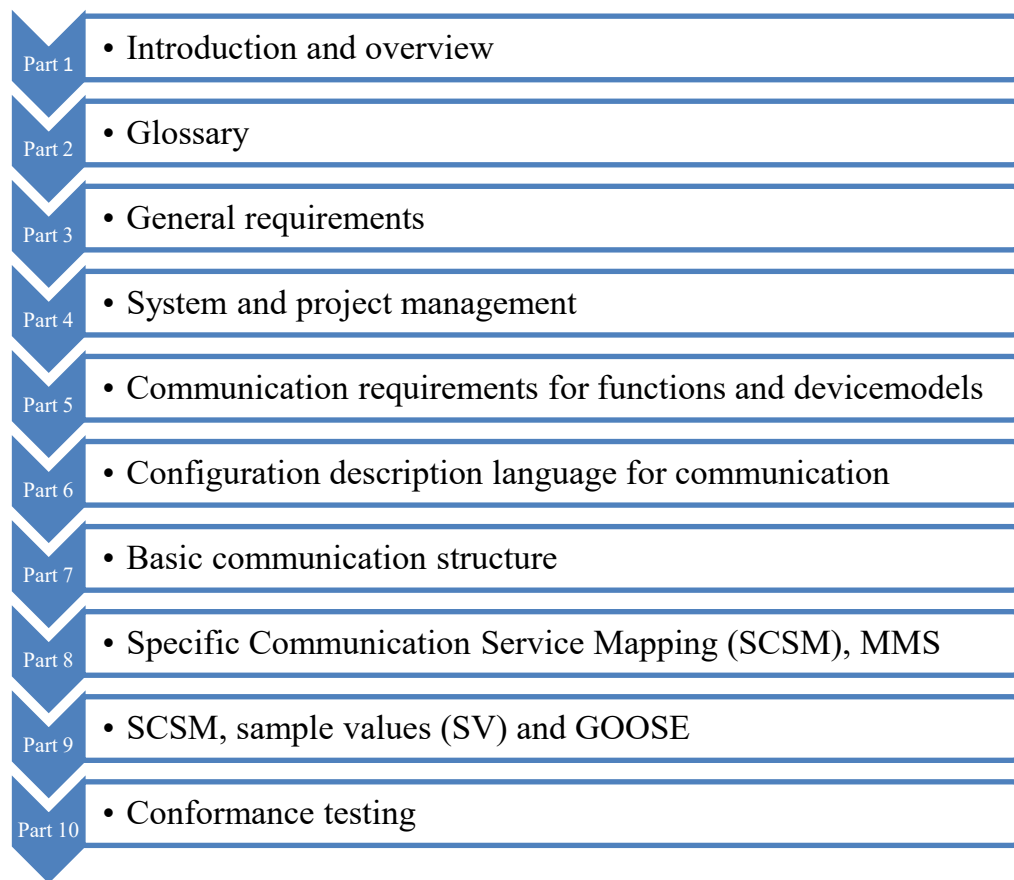 Part 1
• Introduction and overview
Part 2
• Glossary
Part 3
• General requirements
Part 4
• System and project management
Part 5
• Communication requirements for functions and devicemodels
Part 6
• Configuration description language for communication
Part 7
• Basic communication structure
Part 8
• Specific Communication Service Mapping (SCSM), MMS
Part 9
• SCSM, sample values (SV) and GOOSE
Part 10
• Conformance testing